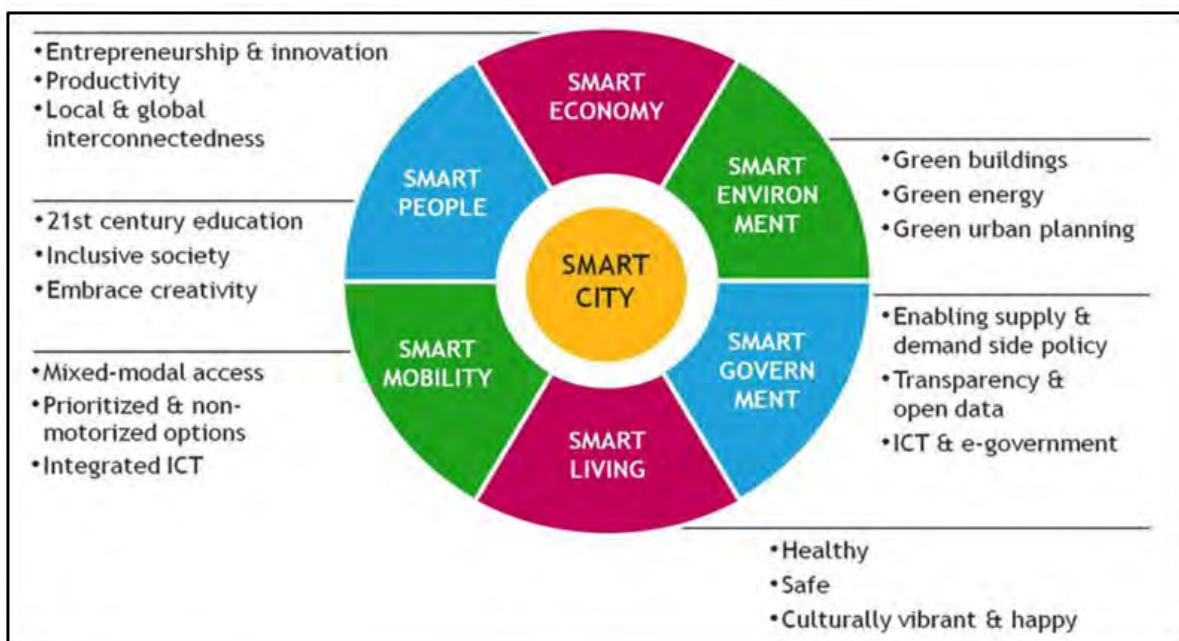 •Entrepreneurship & innovation
•Productivity
•Local & global
interconnectedness
•21st century education
•Inclusive society
•Embrace creativity
•Mixed-modal access
•Prioritized & non-
motorized options
•Integrated ICT
SMART
ECONOMY
SMART
PEOPLE
SMART
ENVIRON
MENT
SMART
CITY
SMART
MOBILITY
SMART
GOVERN
MENT
SMART
LIVING
•Green buildings
•Green energy
•Green urban planning
•Enabling supply &
demand side policy
•Transparency &
open data
•ICT & e-government
•Healthy
•Safe
•Culturally vibrant & happy